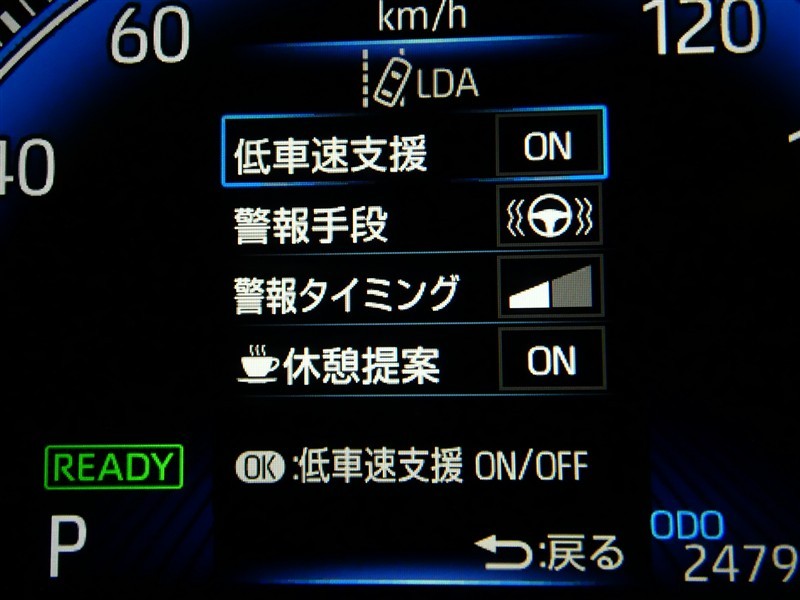 60
km/h
120
LDA
40
低車速支援 ON
警報手段
警報タイミング
休憩提案 ON
READY
OK:低車速支援 ON/OFF
P
ODO
:戻る
2479